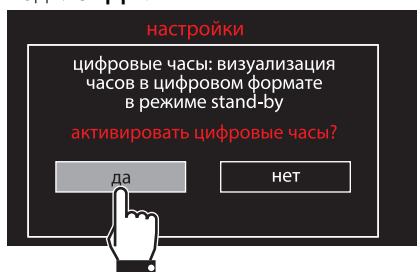 настройки
цифровые часы: визуализация
часов в цифровом формате
в режиме stand-by
активировать цифровые часы?
да нет